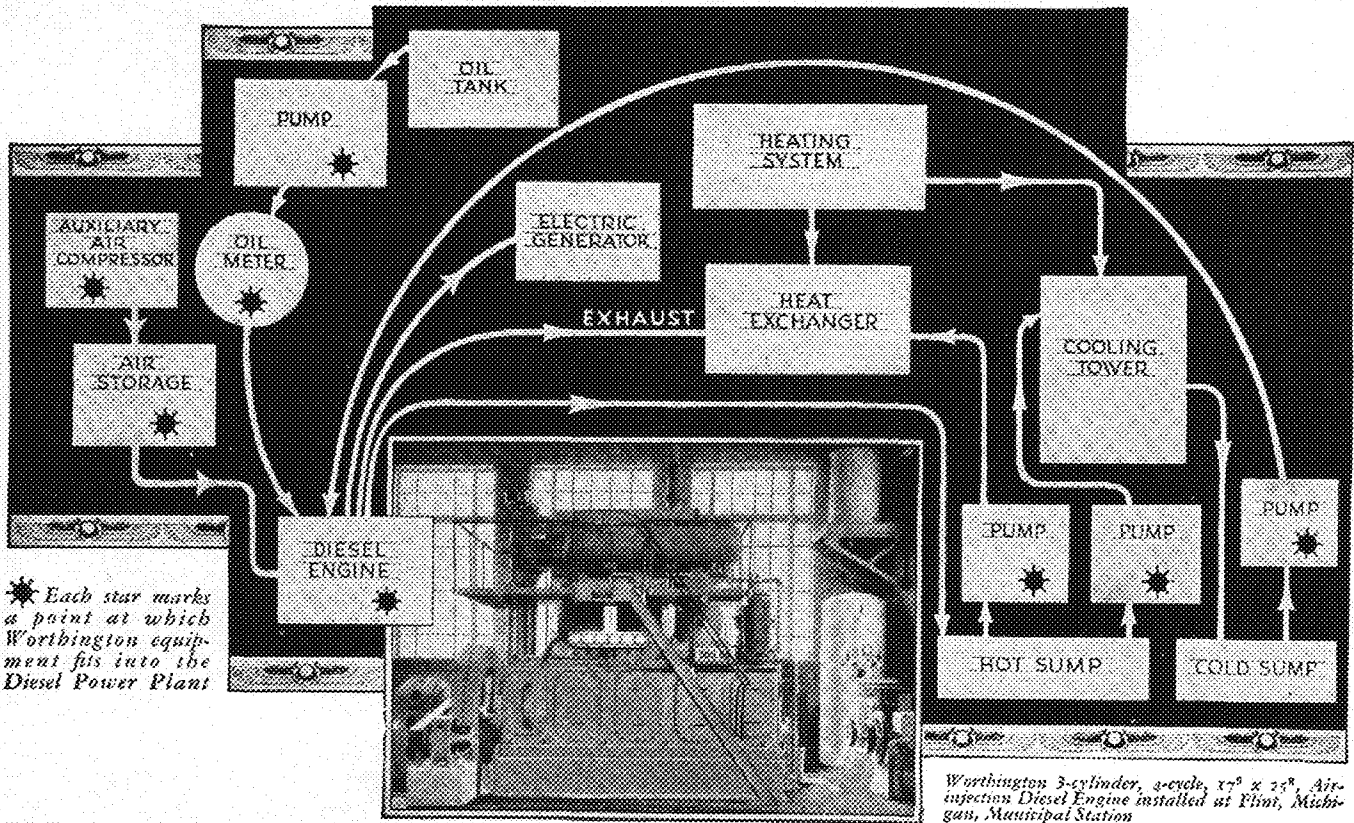 OIL
TANK
PUMP
HEATING
SYSTEM
AUXILIARY
AIR
COMPRESSOR
OIL
METER
ELECTRIC
GENERATOR
HEAT
EXCHANGER
EXHAUST
COOLING
TOWER
AIR
STORAGE
DIESEL
ENGINE
PUMP
PUMP
PUMP
HOT SUMP
COLD SUMP
Each star marks
a point at which
Worthington equip-
ment fits into the
Diesel Power Plant
Worthington 3-cylinder, 4-cycle, Air-
injection Diesel Engine installed at Flint, Michi-
gan, Municipal Station